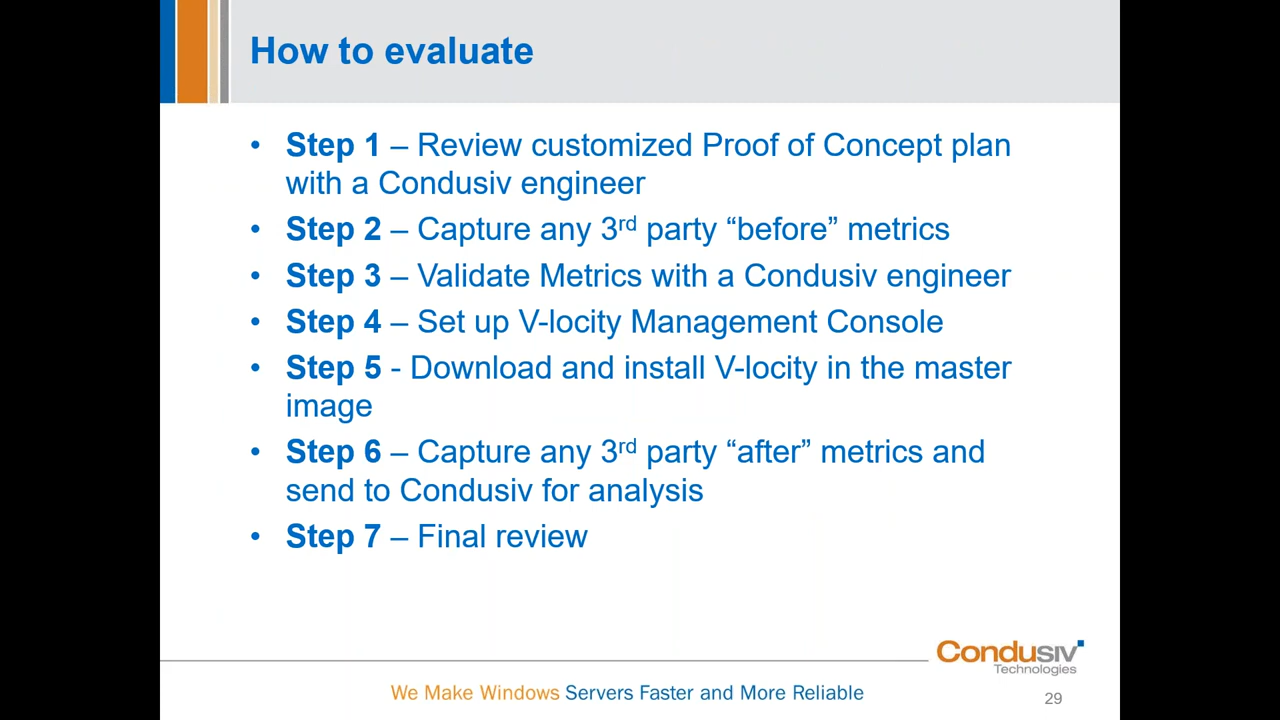 How to evaluate
• Step 1 – Review customized Proof of Concept plan
with a Condusiv engineer
• Step 2 – Capture any 3rd party “before” metrics
• Step 3 – Validate Metrics with a Condusiv engineer
• Step 4 – Set up V-locity Management Console
• Step 5 - Download and install V-locity in the master
image
• Step 6 – Capture any 3rd party “after” metrics and
send to Condusiv for analysis
• Step 7 – Final review
Condusiv
Technologies
We Make Windows Servers Faster and More Reliable
29